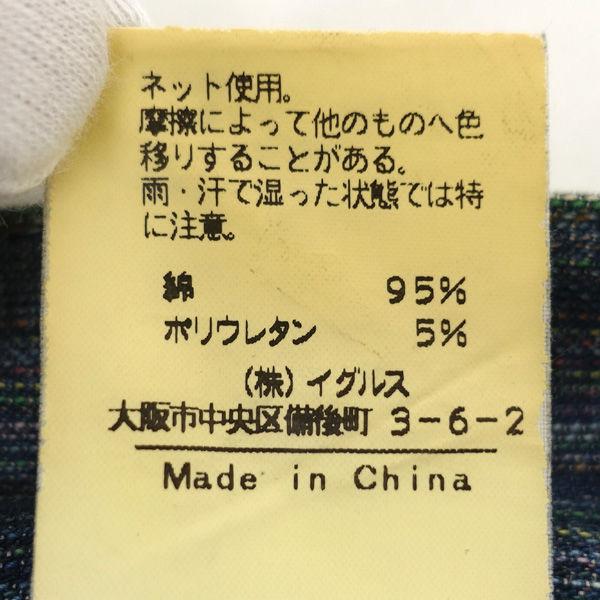 ネット使用。
摩擦によって他のものへ色
移りすることがある。
雨・汗で湿った状態では特
に注意。
綿 95%
ポリウレタン 5%
(株)イグルス
大阪市中央区備後町 3-6-2
Made in China